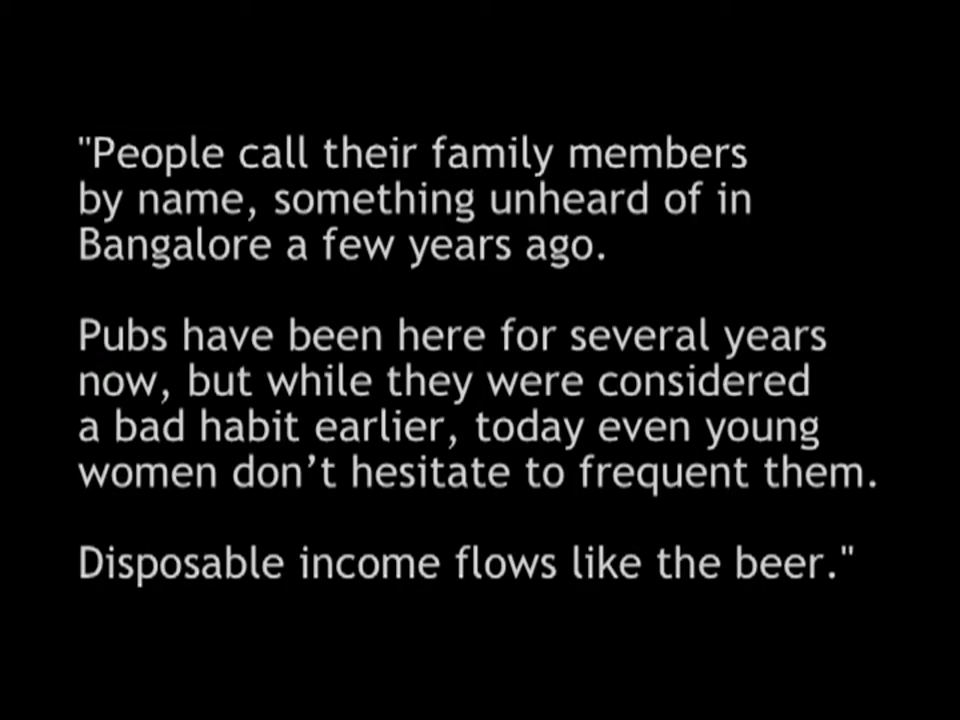 "People call their family members
by name, something unheard of in
Bangalore a few years ago.
Pubs have been here for several years
now, but while they were considered
a bad habit earlier, today even young
women don’t hesitate to frequent them.
Disposable income flows like the beer."